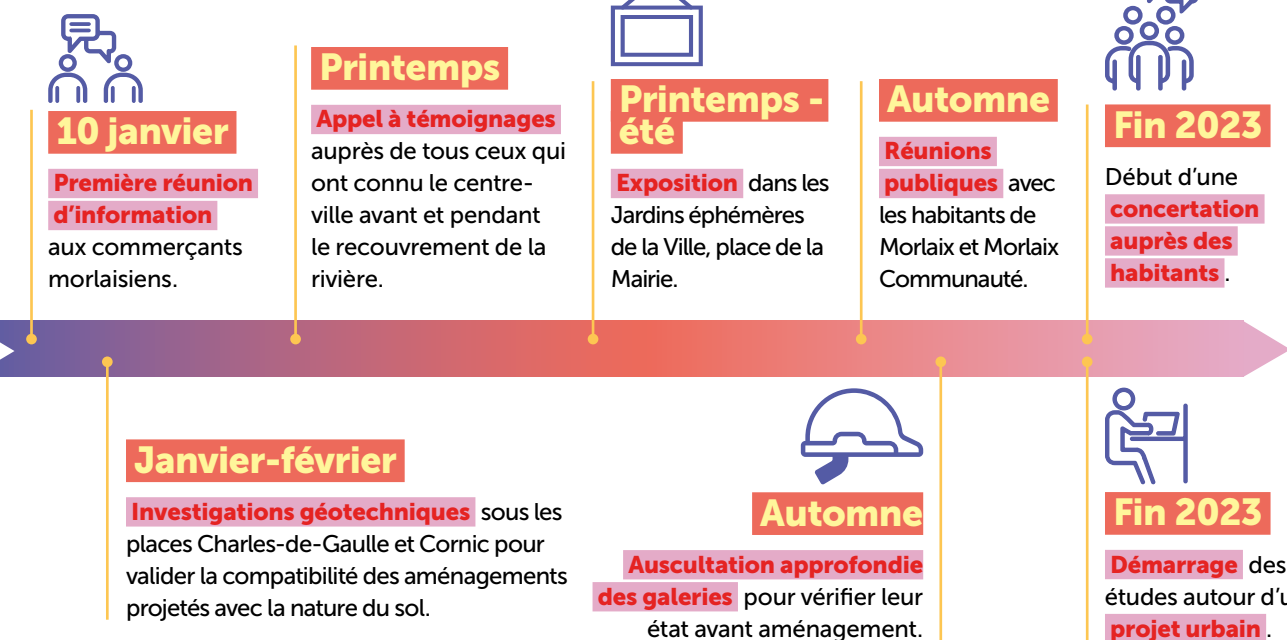 10 janvier
Première réunion
d'information
aux commerçants
morlaisiens.
Printemps
Appel à témoignages
auprès de tous ceux qui
ont connu le centre-
ville avant et pendant
le recouvrement de la
rivière.
Printemps -
été
Exposition dans les
Jardins éphémères
de la Ville, place de la
Mairie.
Automne
Réunions
publiques avec
les habitants de
Morlaix et Morlaix
Communauté.
Fin 2023
Début d'une
concertation
auprès des
habitants.
Janvier-février
Investigations géotechniques sous les
places Charles-de-Gaulle et Cornic pour
valider la compatibilité des aménagements
projetés avec la nature du sol.
Automne
Auscultation approfondie
des galeries pour vérifier leur
état avant aménagement.
Fin 2023
Démarrage des
études autour
projet urbain.